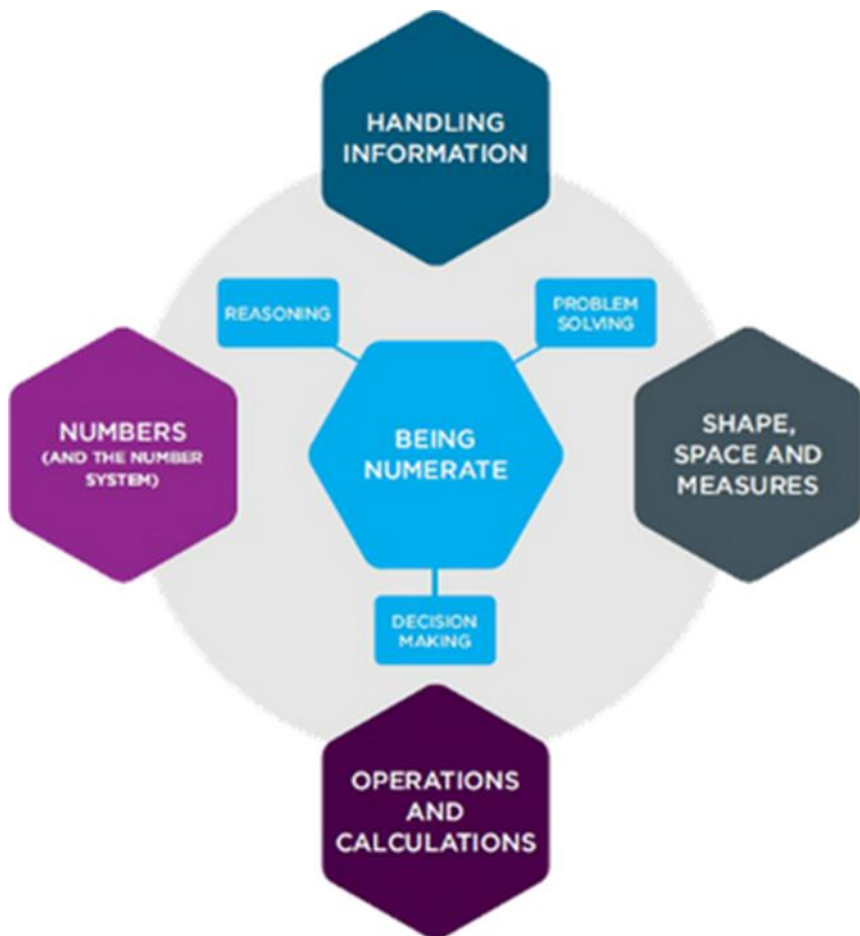 HANDLING
INFORMATION
REASONING
PROBLEM
SOLVING
NUMBERS
(AND THE NUMBER
SYSTEM)
BEING
NUMERATE
SHAPE,
SPACE AND
MEASURES
DECISION
MAKING
OPERATIONS
AND
CALCULATIONS